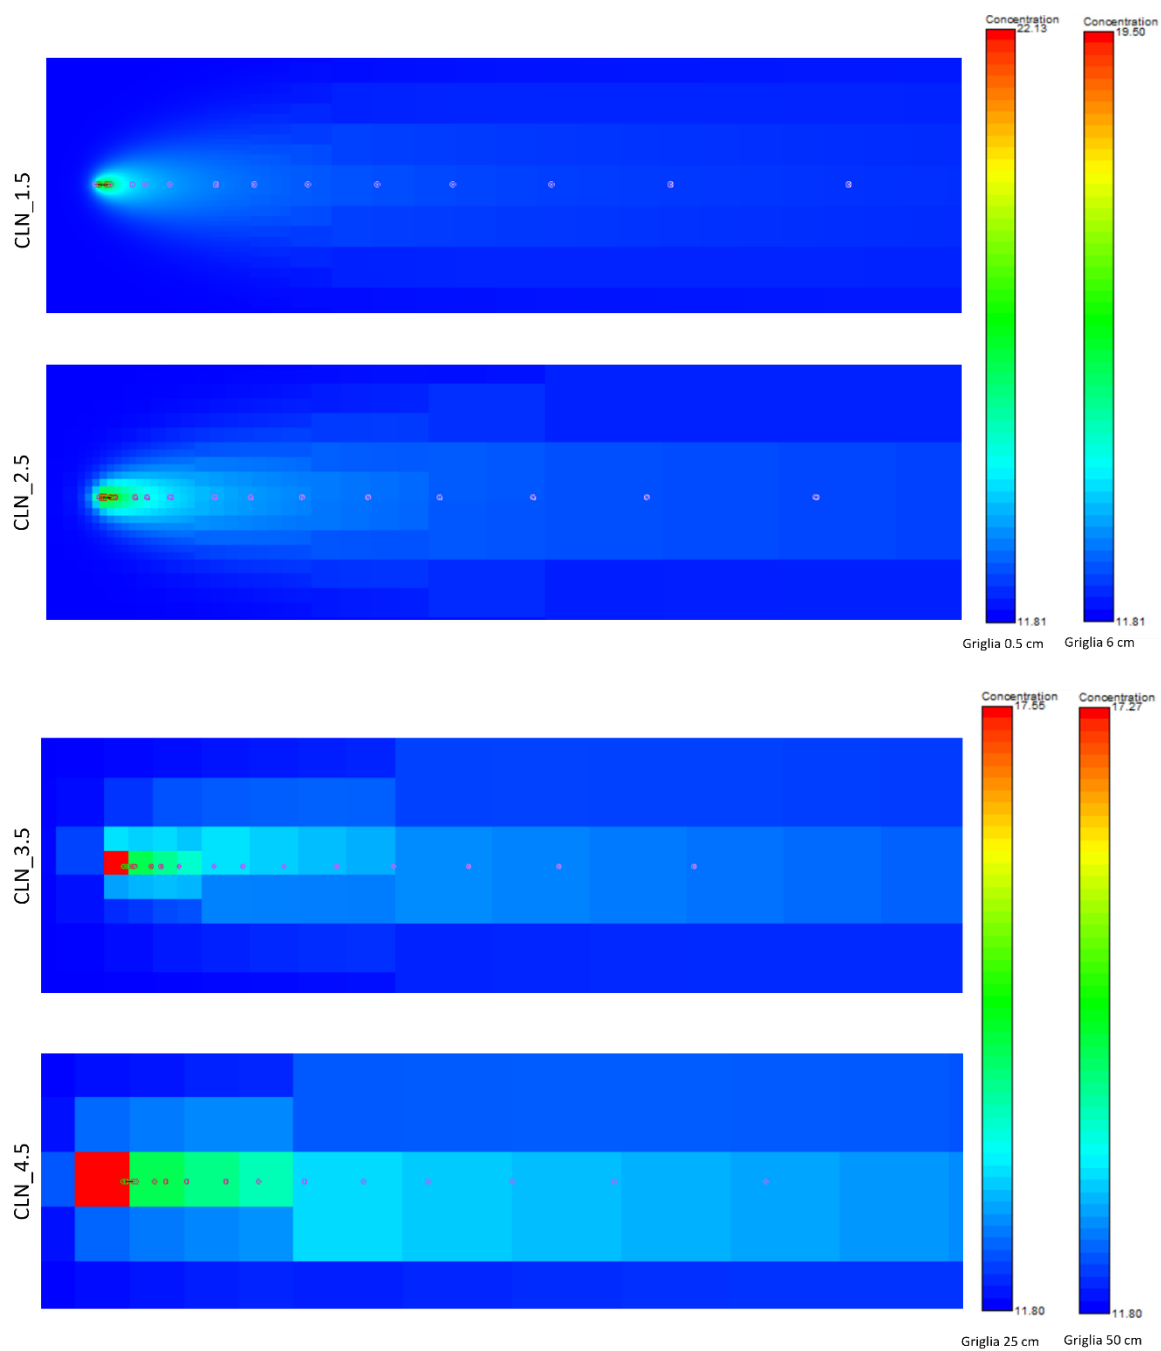 Concentration
22.13
Concentration
19.50
CLN_1.5
CLN_2.5
11.81
11.81
Griglia 0.5 cm
Griglia 6 cm
Concentration
17.55
Concentration
17.27
CLN_3.5
CLN_4.5
11.80
11.80
Griglia 25 cm
Griglia 50 cm